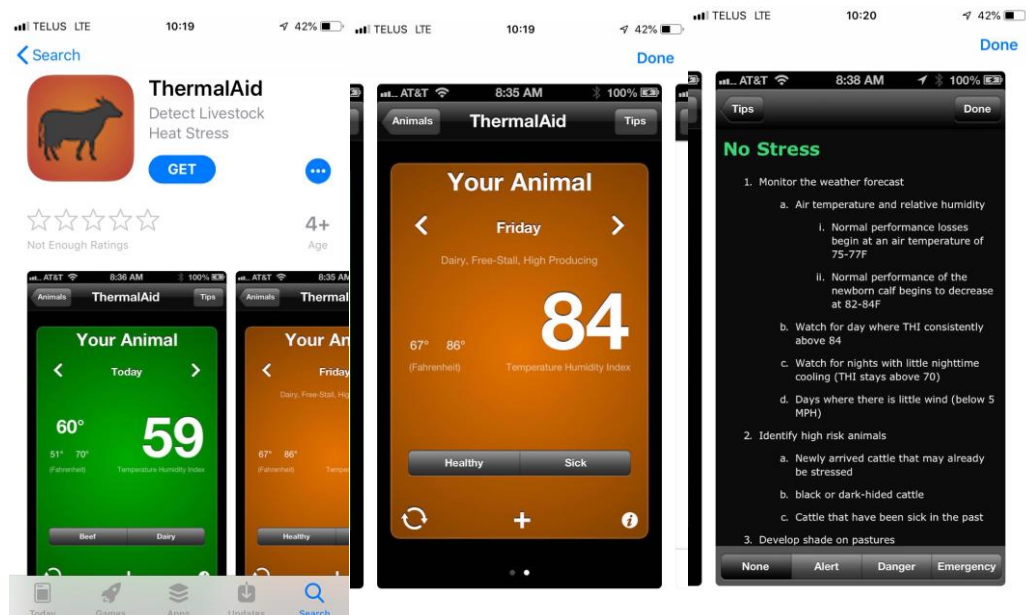 TELUS LTE 10:19 42%
Search
ThermalAid
Detect Livestock
Heat Stress
GET
Not Enough Ratings
4+
Age
AT&T 8:36 AM 100%
Animals ThermalAid Tips
Your Animal
Today
60°
59
51° 70°
(Fahrenheit) Temperature Humidity Index
Beef Dairy
AT&T 8:35 AM
Animals Thermal
Your An
Friday
Dairy, Free-Stall, Hig
67° 86°
(Fahrenheit) Temper
Healthy
Today Games Apps Updates Search
TELUS LTE 10:19 42%
Done
AT&T 8:35 AM 100%
Animals ThermalAid Tips
Your Animal
Friday
Dairy, Free-Stall, High Producing
84
67° 86°
(Fahrenheit) Temperature Humidity Index
Healthy Sick
TELUS LTE 10:20 42%
Done
AT&T 8:38 AM 100%
Tips Done
No Stress
1. Monitor the weather forecast
a. Air temperature and relative humidity
i. Normal performance losses
begin at an air temperature of
75-77F
ii. Normal performance of the
newborn calf begins to decrease
at 82-84F
b. Watch for day where THI consistently
above 84
c. Watch for nights with little nighttime
cooling (THI stays above 70)
d. Days where there is little wind (below 5
MPH)
2. Identify high risk animals
a. Newly arrived cattle that may already
be stressed
b. black or dark-hided cattle
c. Cattle that have been sick in the past
3. Develop shade on pastures
None Alert Danger Emergency